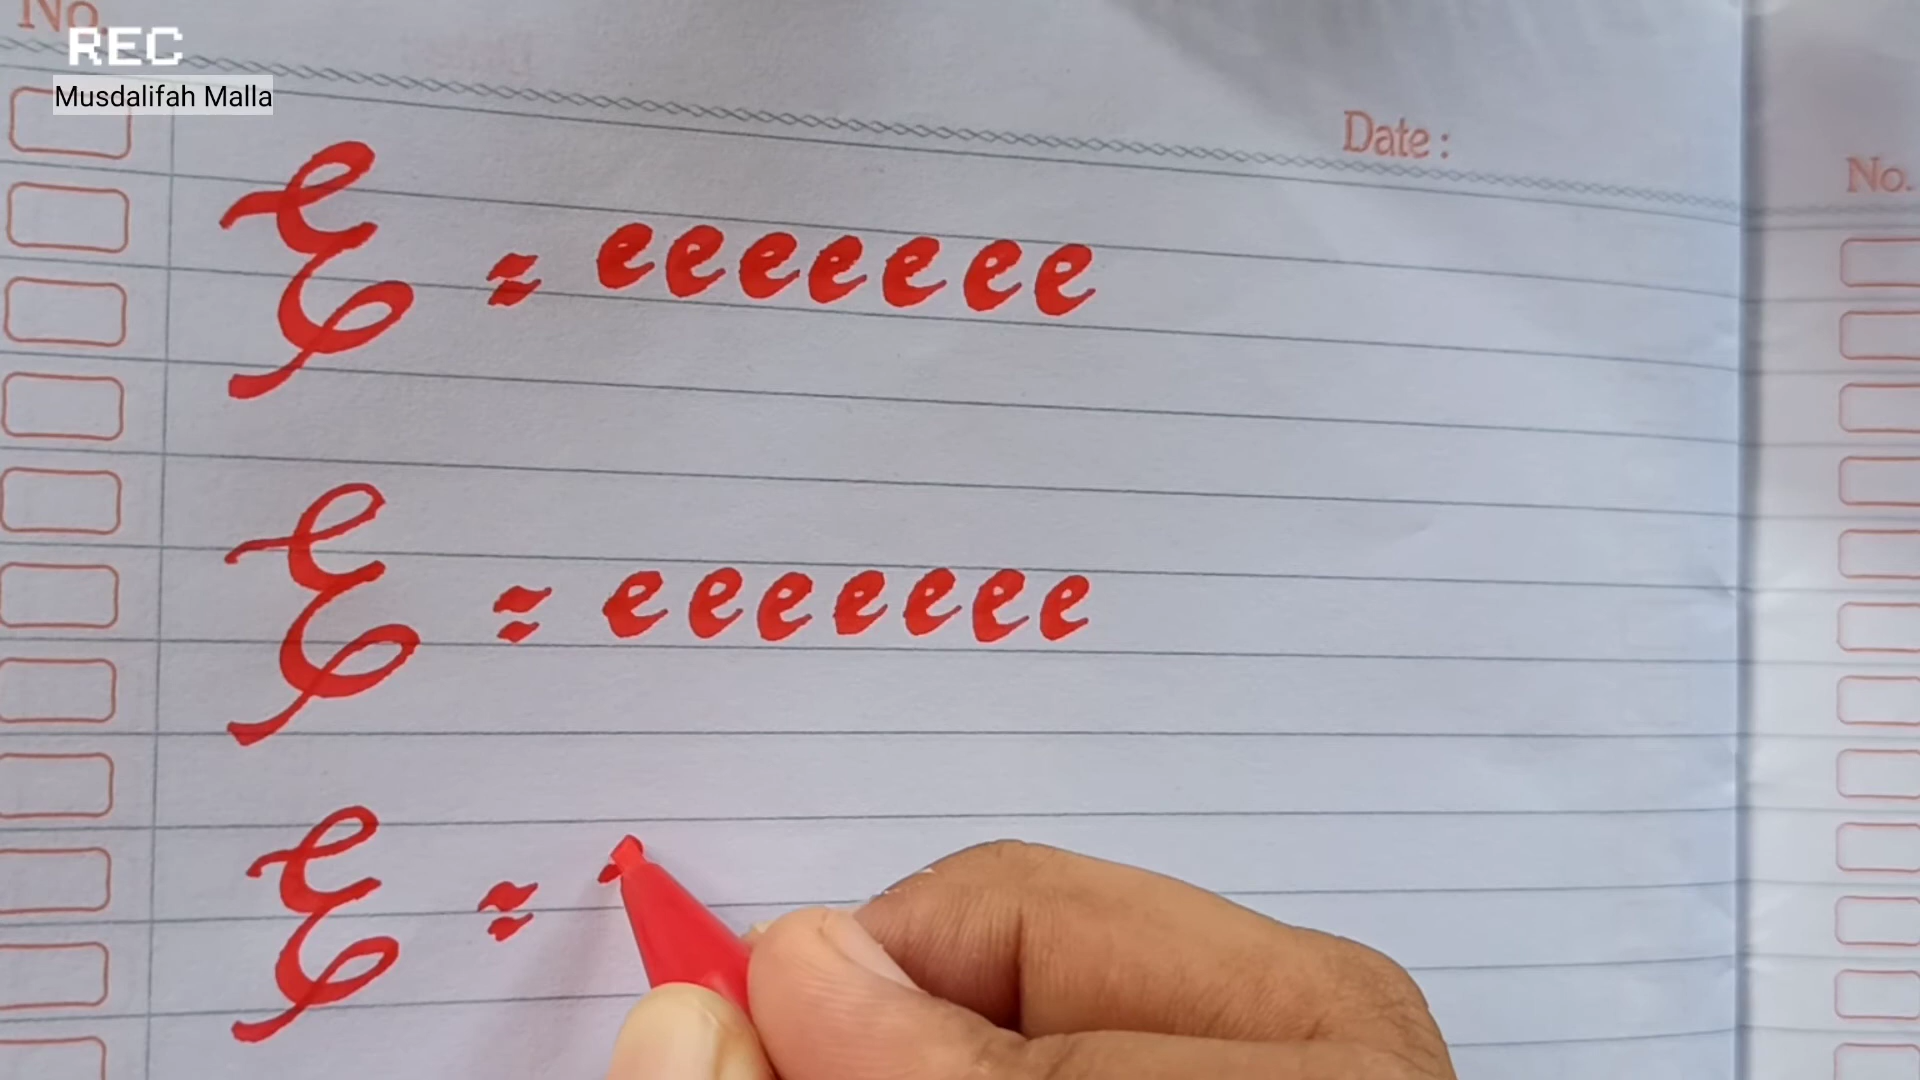 No.
REC
Musdalifah Malla
Date :
No.
E = eeeeeee
E = eeeeeee
E =